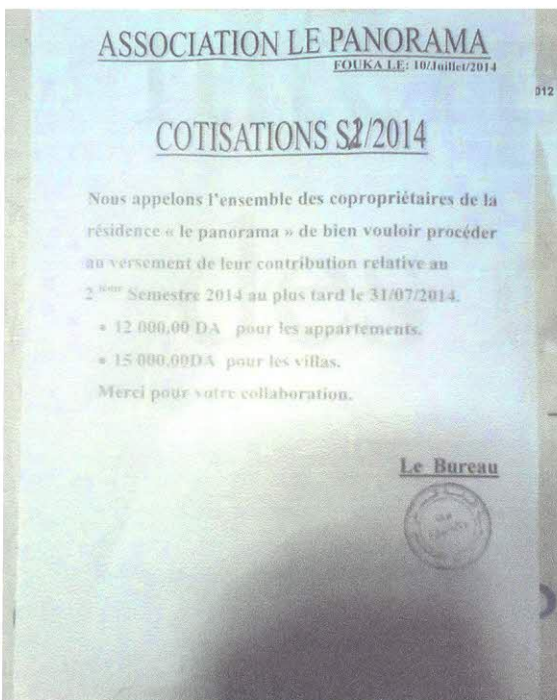 ASSOCIATION LE PANORAMA
FOUKA LE: 10/Juillet/2014
012
COTISATIONS S2/2014
Nous appelons l'ensemble des copropriétaires de la
résidence « le panorama » de bien vouloir procéder
au versement de leur contribution relative au
2 ième Semestre 2014 au plus tard le 31/07/2014.
• 12 000,00 DA pour les appartements.
• 15 000,00DA pour les villas.
Merci pour votre collaboration.
Le Bureau